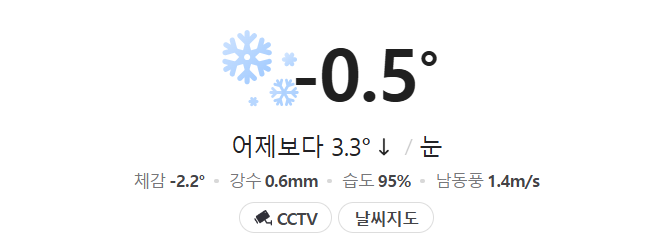 -0.5°
어제보다 3.3° ↓ / 눈
체감 -2.2° • 강수 0.6mm • 습도 95% • 남동풍 1.4m/s
CCTV 날씨지도